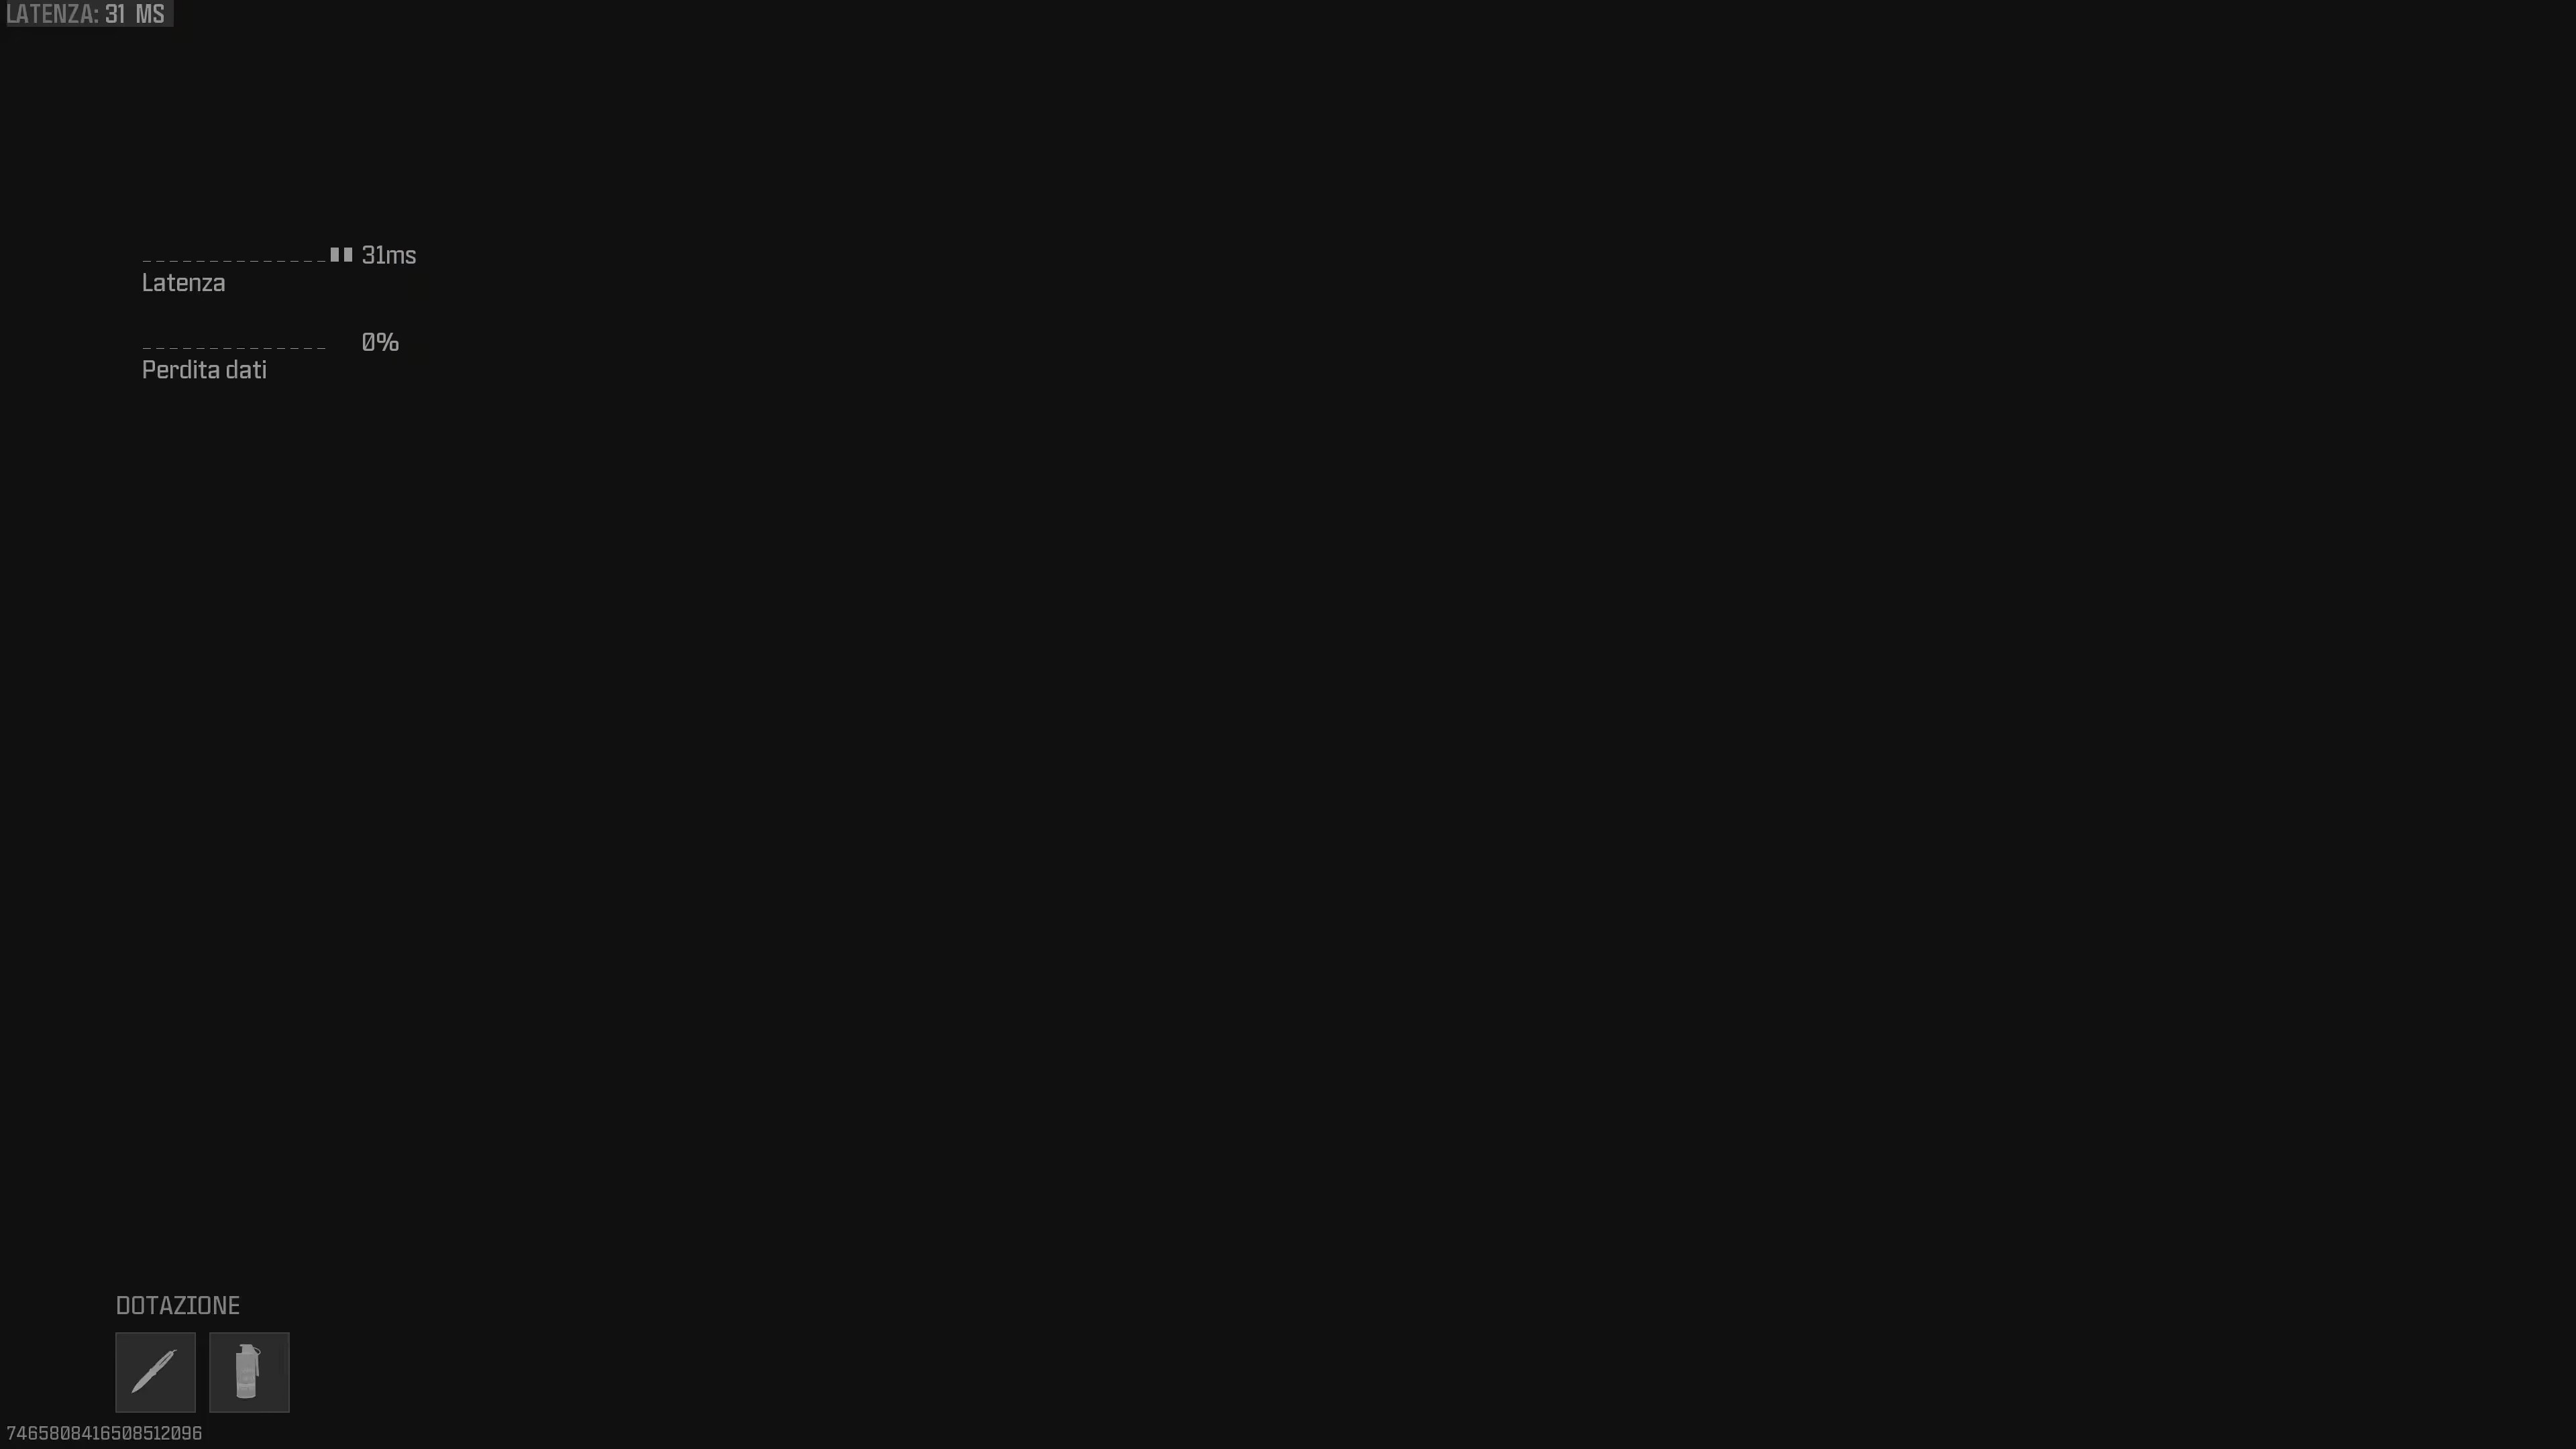 LATENZA: 31 MS
31ms
Latenza
0%
Perdita dati
DOTAZIONE
7465808416508512096